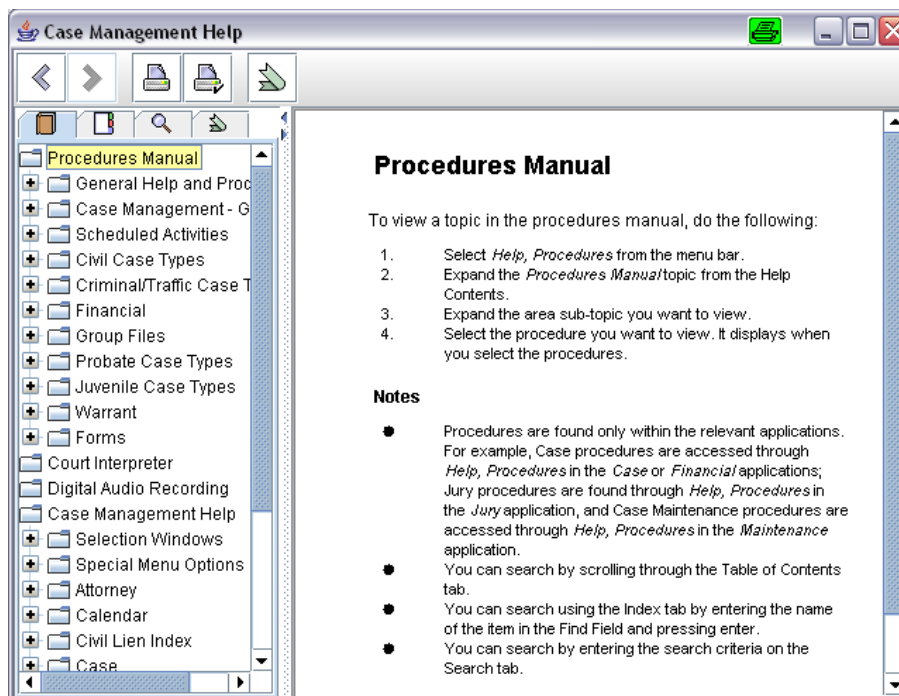 Case Management Help
Procedures Manual
General Help and Proc
Case Management - G
Scheduled Activities
Civil Case Types
Criminal/Traffic Case T
Financial
Group Files
Probate Case Types
Juvenile Case Types
Warrant
Forms
Court Interpreter
Digital Audio Recording
Case Management Help
Selection Windows
Special Menu Options
Attorney
Calendar
Civil Lien Index
Case
Procedures Manual
To view a topic in the procedures manual, do the following:
1. Select Help, Procedures from the menu bar.
2. Expand the Procedures Manual topic from the Help
Contents.
3. Expand the area sub-topic you want to view.
4. Select the procedure you want to view. It displays when
you select the procedures.
Notes
● Procedures are found only within the relevant applications.
For example, Case procedures are accessed through
Help, Procedures in the Case or Financial applications;
Jury procedures are found through Help, Procedures in
the Jury application, and Case Maintenance procedures are
accessed through Help, Procedures in the Maintenance
application.
● You can search by scrolling through the Table of Contents
tab.
● You can search using the Index tab by entering the name
of the item in the Find Field and pressing enter.
● You can search by entering the search criteria on the
Search tab.